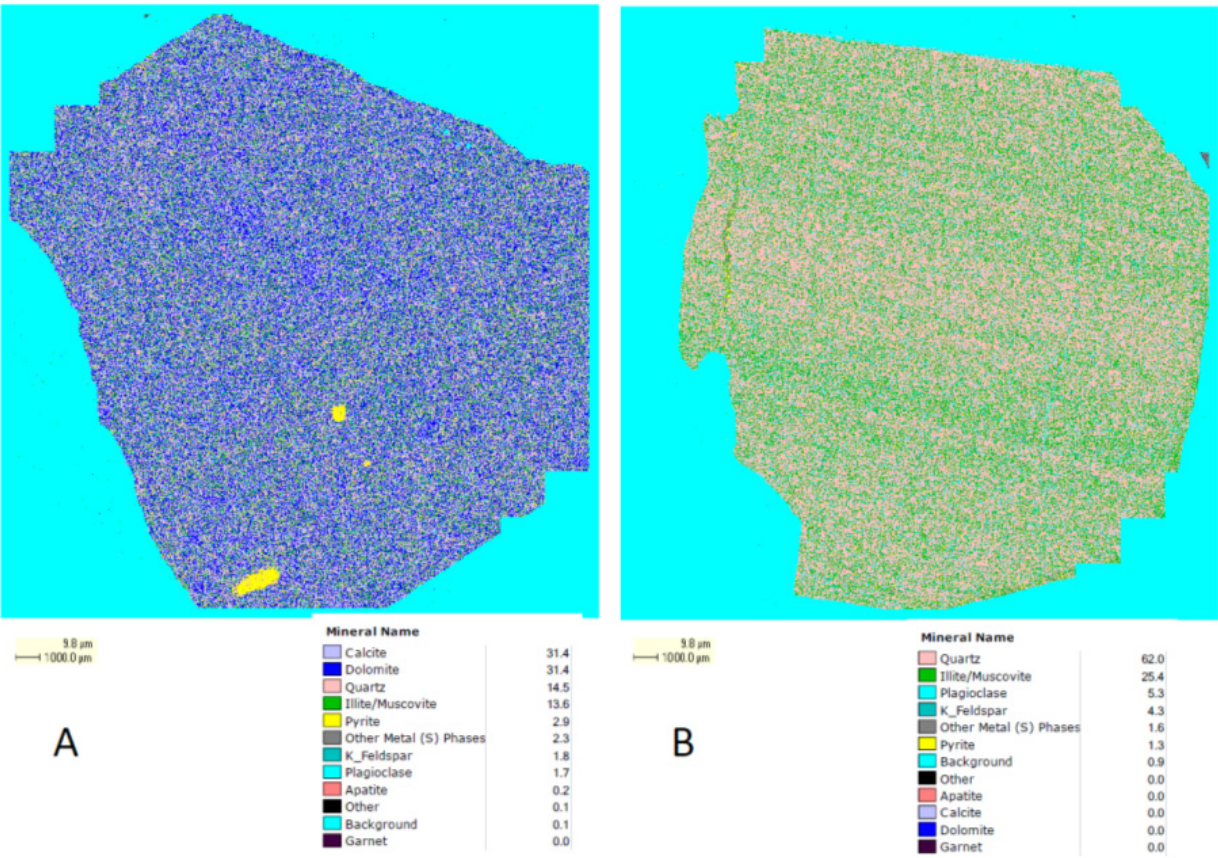 9.8 µm
1000.0 µm
A
Mineral Name
Calcite 31.4
Dolomite 31.4
Quartz 14.5
Illite/Muscovite 13.6
Pyrite 2.9
Other Metal (S) Phases 2.3
K_Feldspar 1.8
Plagioclase 1.7
Apatite 0.2
Other 0.1
Background 0.1
Garnet 0.0
9.8 µm
1000.0 µm
B
Mineral Name
Quartz 62.0
Illite/Muscovite 25.4
Plagioclase 5.3
K_Feldspar 4.3
Other Metal (S) Phases 1.6
Pyrite 1.3
Background 0.9
Other 0.0
Apatite 0.0
Calcite 0.0
Dolomite 0.0
Garnet 0.0